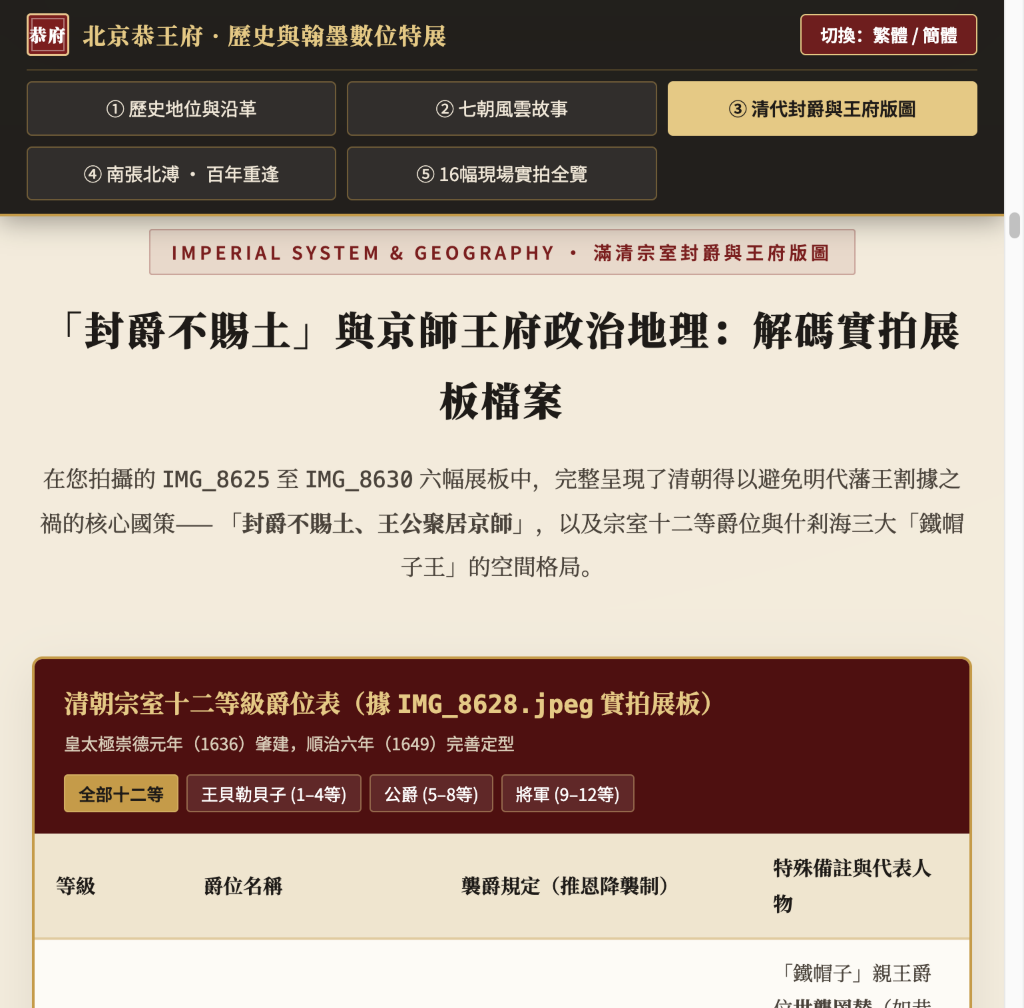 恭府 北京恭王府·歷史與翰墨數位特展
切換：繁體 / 簡體
① 歷史地位與沿革
② 七朝風雲故事
③ 清代封爵與王府版圖
④ 南張北溥 · 百年重逢
⑤ 16幅現場實拍全覽
IMPERIAL SYSTEM & GEOGRAPHY · 滿清宗室封爵與王府版圖
「封爵不賜土」與京師王府政治地理：解碼實拍展
板檔案
在您拍攝的 IMG_8625 至 IMG_8630 六幅展板中，完整呈現了清朝得以避免明代藩王割據之
禍的核心國策——「封爵不賜土、王公聚居京師」，以及宗室十二等爵位與什剎海三大「鐵帽
子王」的空間格局。
清朝宗室十二等級爵位表（據 IMG_8628.jpeg 實拍展板）
皇太極崇德元年（1636）肇建，順治六年（1649）完善定型
全部十二等
王貝勒貝子 (1–4等)
公爵 (5–8等)
將軍 (9–12等)
等級
爵位名稱
襲爵規定（推恩降襲制）
特殊備註與代表人
物
「鐵帽子」親王爵